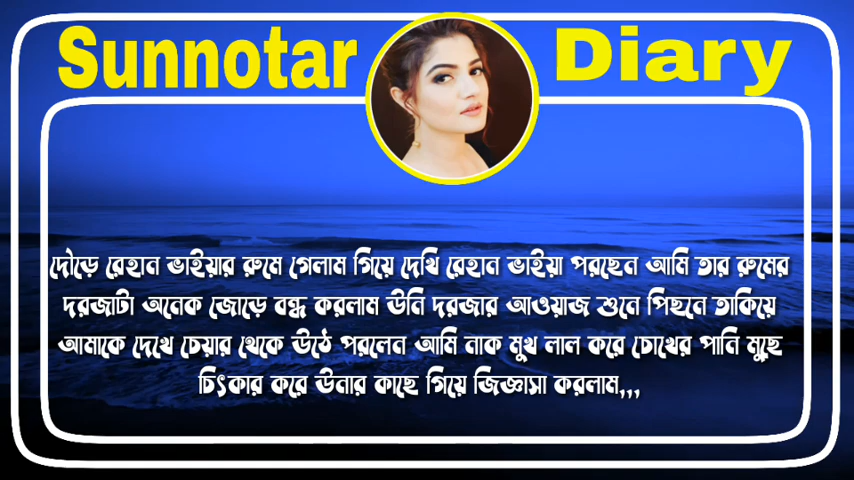 Sunnotar Diary
দৌড়ে রেহান ভাইয়ার রুমে গেলাম গিয়ে দেখি রেহান ভাইয়া পরছেন আমি তার রুমের
দরজাটা অনেক জোড়ে বন্ধ করলাম উনি দরজার আওয়াজ শুনে পিছনে তাকিয়ে
আমাকে দেখে চেয়ার থেকে উঠে পরলেন আমি নাক মুখ লাল করে চোখের পানি মুছে
চিৎকার করে উনার কাছে গিয়ে জিজ্ঞাসা করলাম,,,